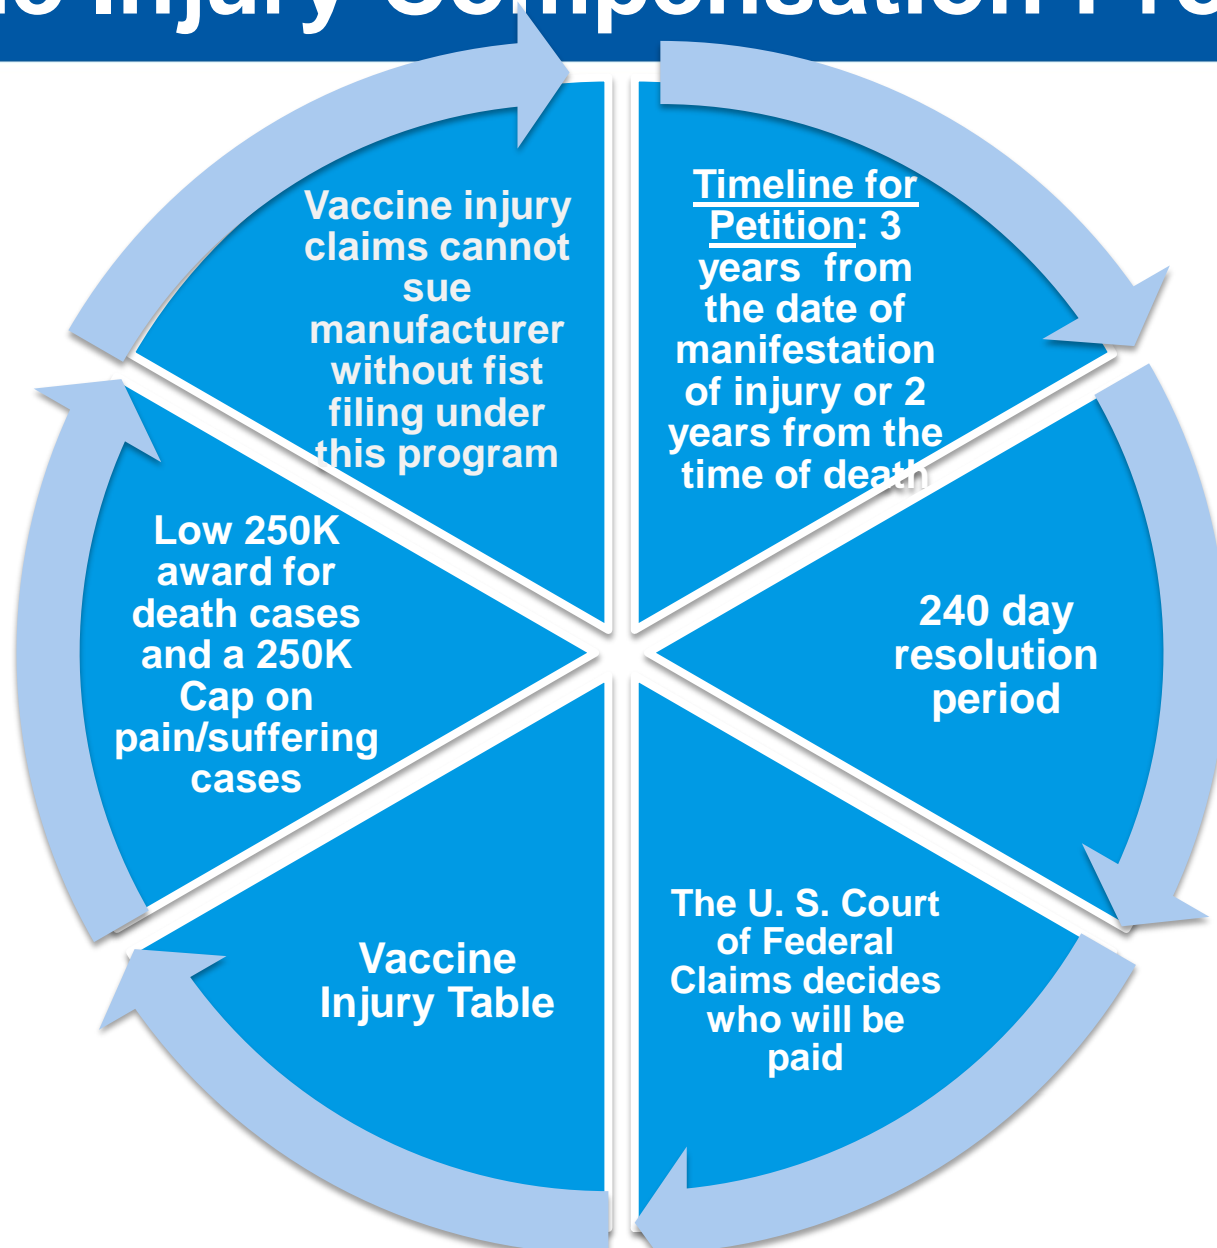 Injury Compensation
Vaccine injury
claims cannot
sue
manufacturer
without fist
filing under
this program
Timeline for
Petition: 3
years from
the date of
manifestation
of injury or 2
years from the
time of death
240 day
resolution
period
The U. S. Court
of Federal
Claims decides
who will be
paid
Vaccine
Injury Table
Low 250K
award for
death cases
and a 250K
Cap on
pain/suffering
cases